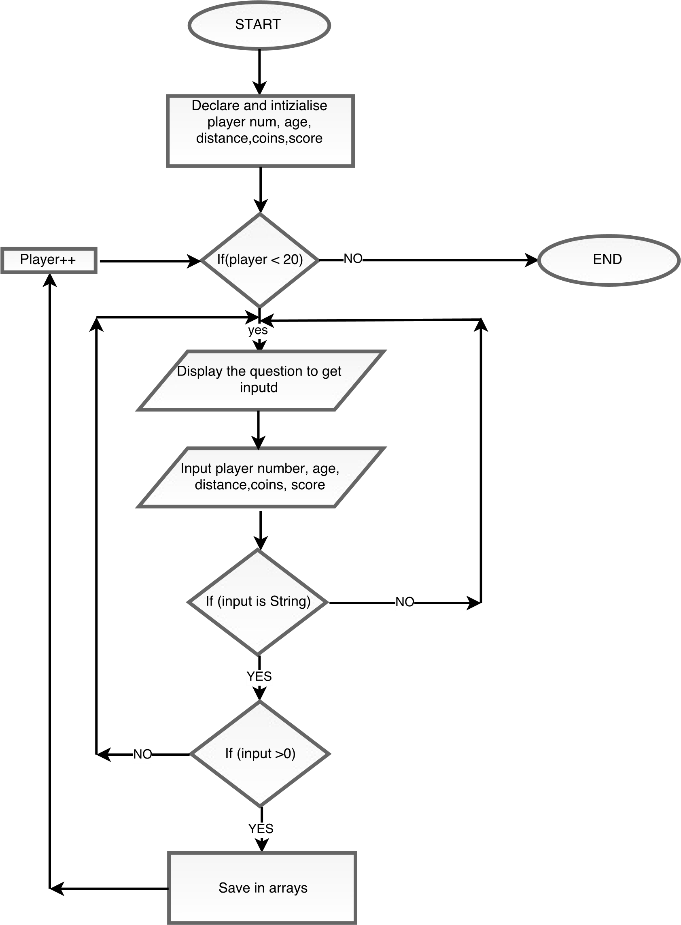 START
Declare and intizialise
player num, age,
distance,coins,score
Player++
If(player < 20)
NO
END
yes
Display the question to get
inputd
Input player number, age,
distance,coins, score
If (input is String)
NO
YES
If (input >0)
NO
YES
Save in arrays